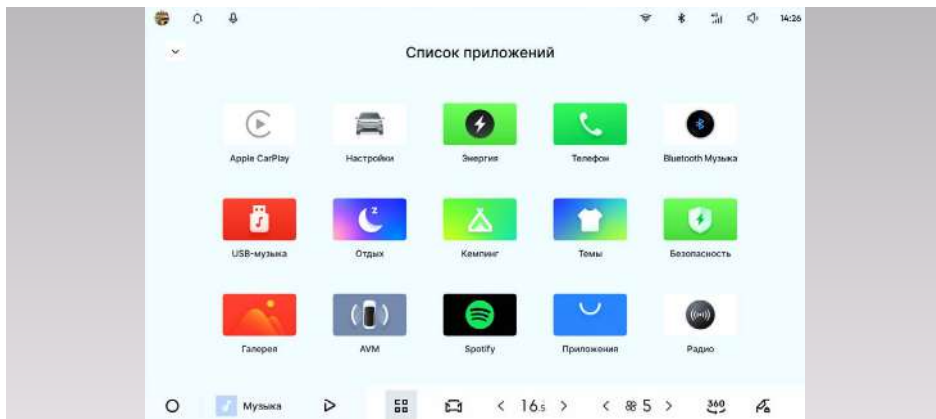 14:26
Список приложений
Apple CarPlay
Настройки
Энергия
Телефон
Bluetooth Музыка
USB-музыка
Отдых
Кемпинг
Темы
Безопасность
Галерея
AVM
Spotify
Приложения
Радио
Музыка
16.5
5
360